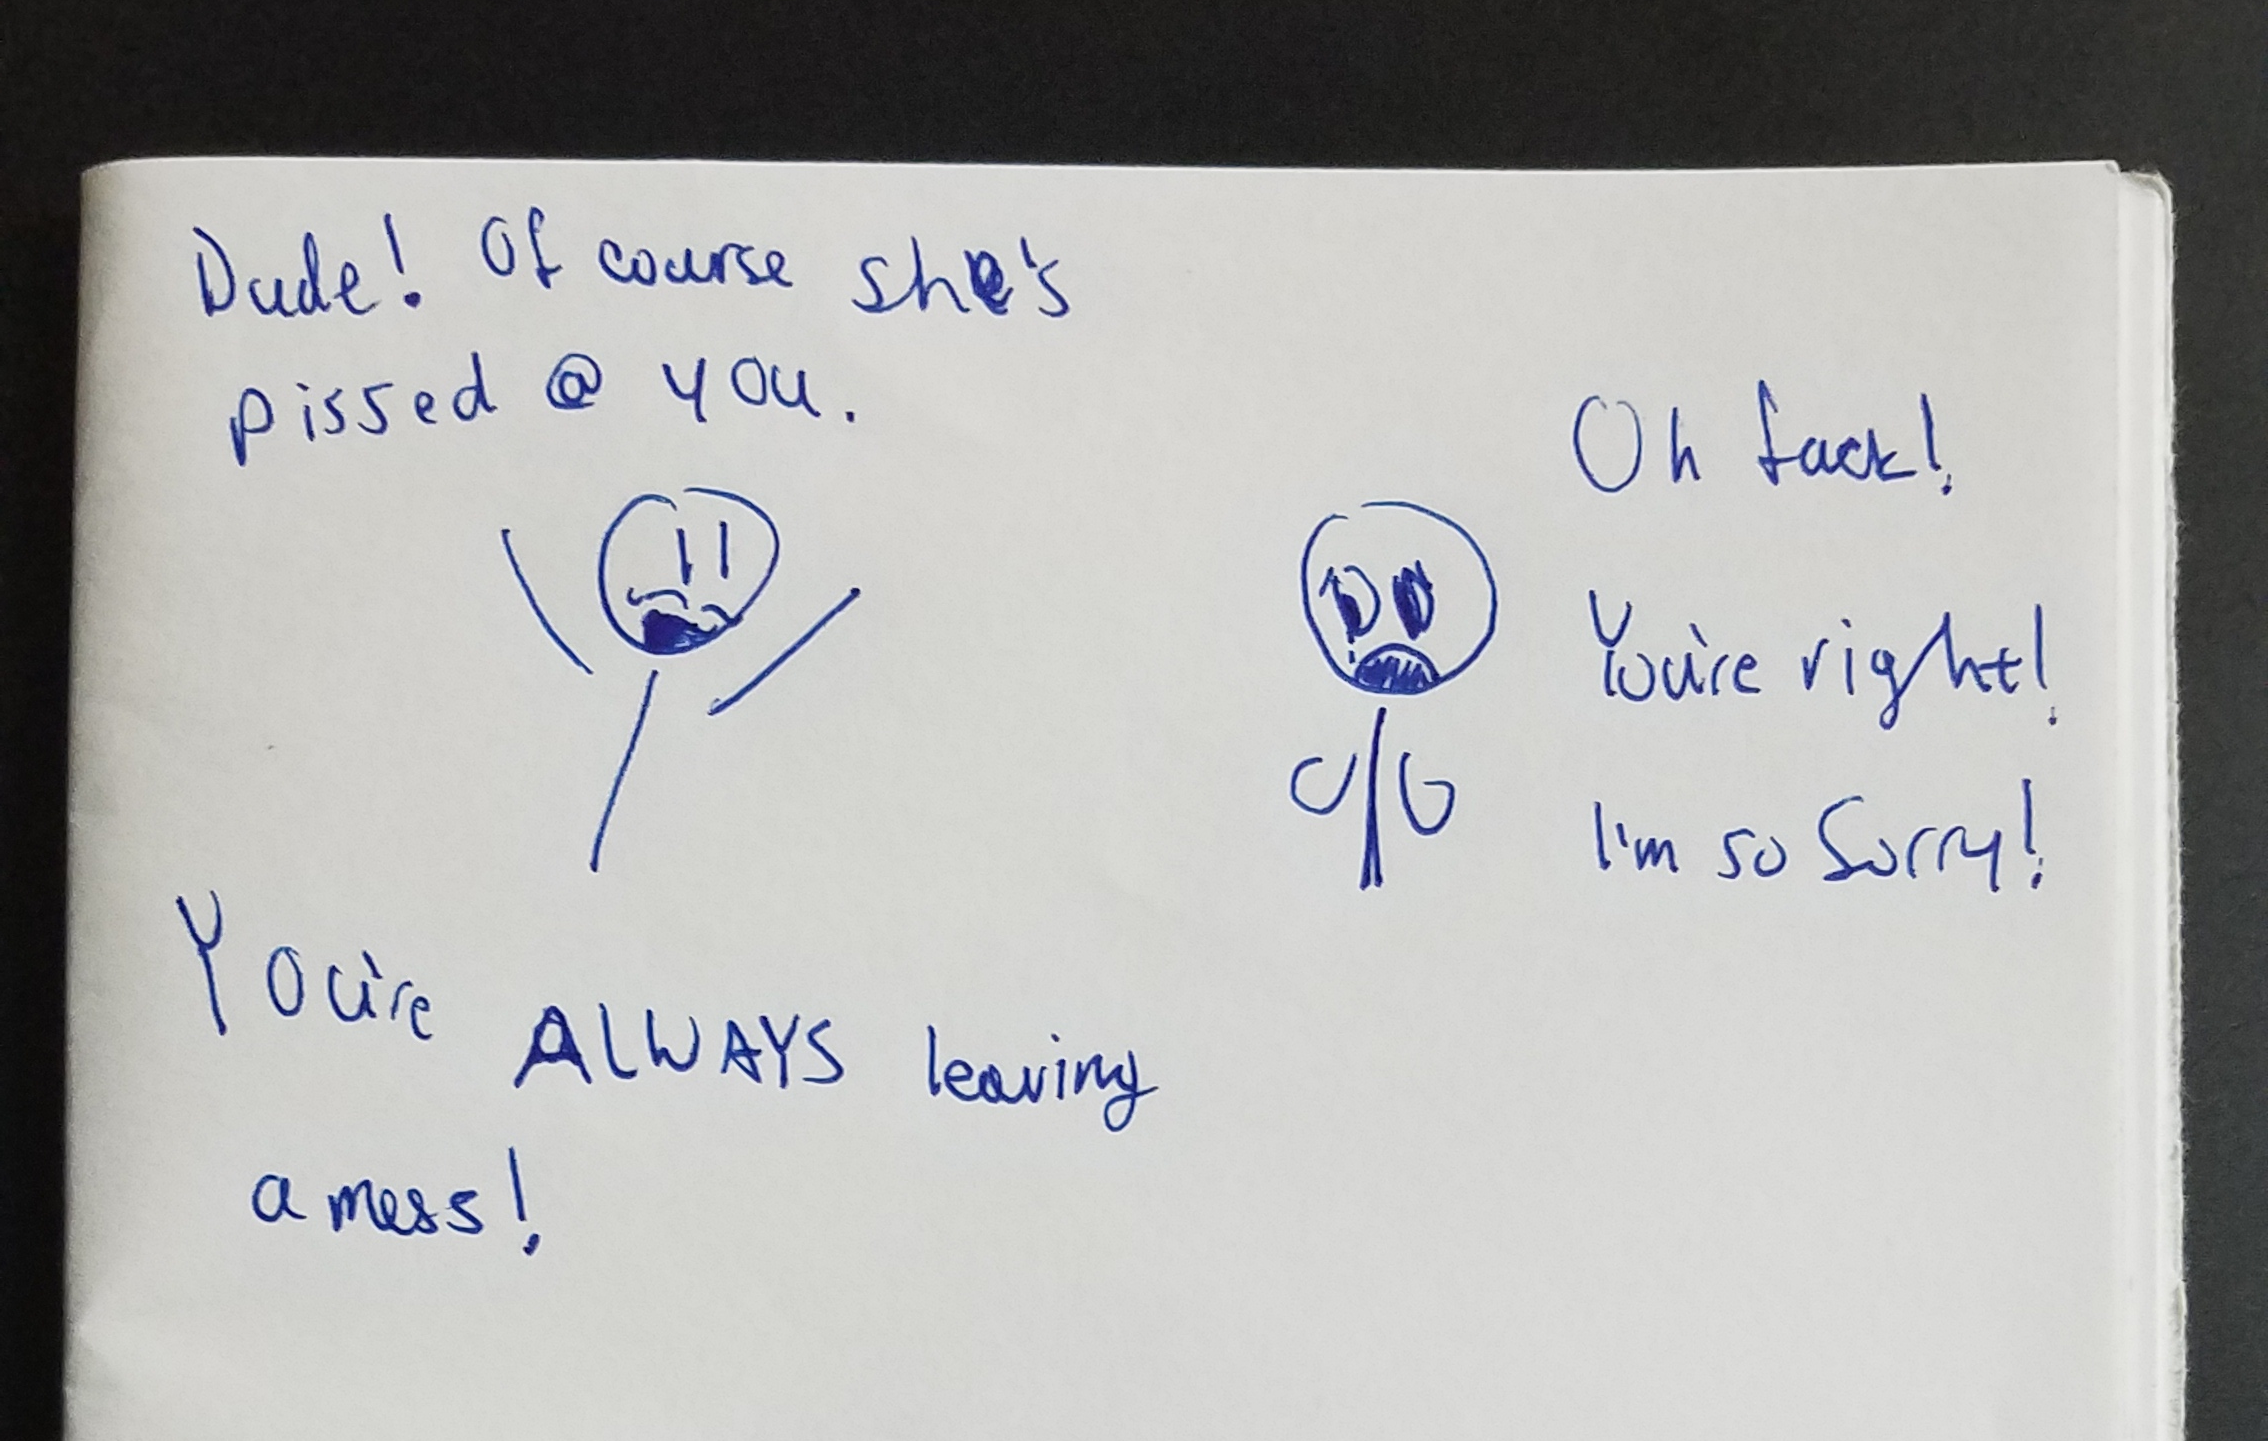 Dude! Of course she's
pissed @ you.
You're ALWAYS leaving
a mess!
Oh fuck!
You're right!
I'm so Sorry!